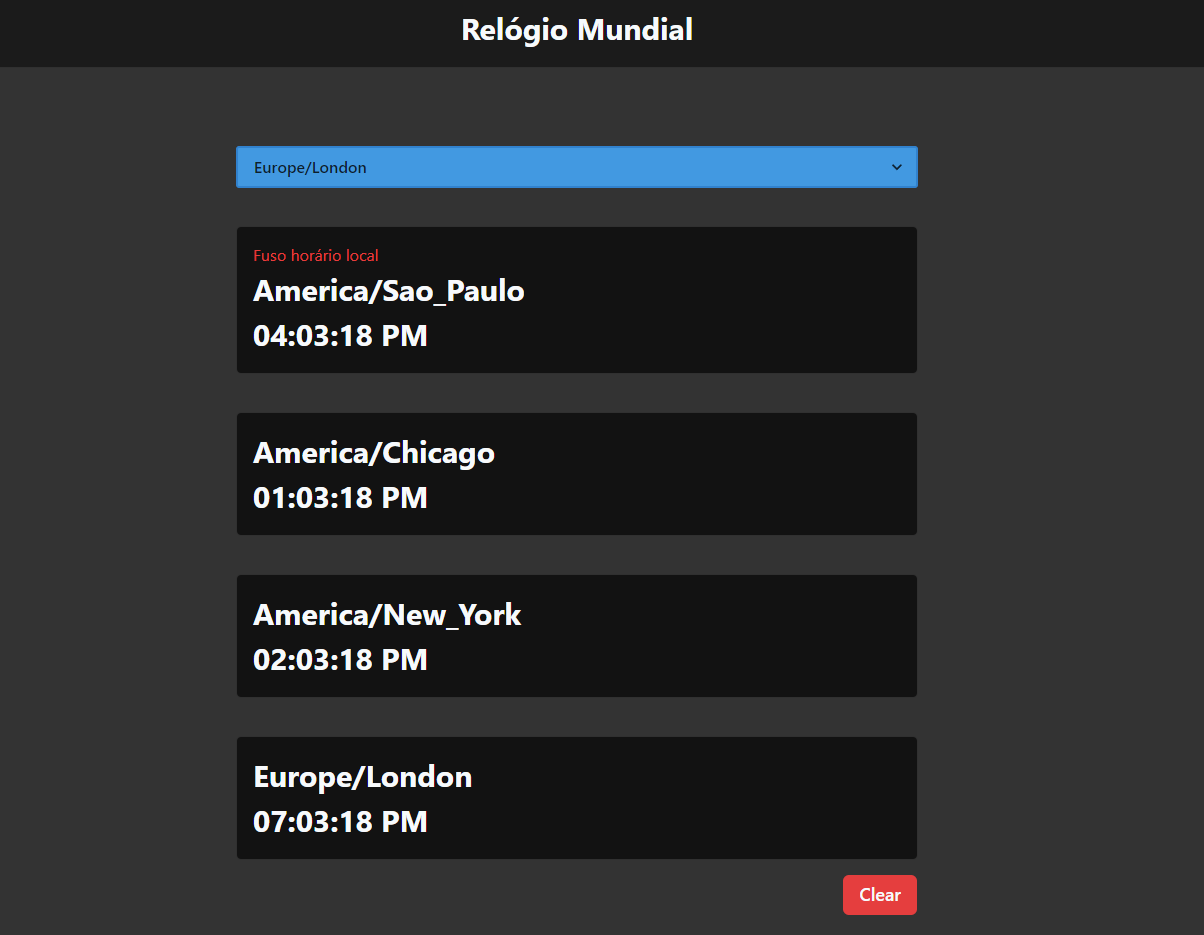 Relógio Mundial
Europe/London
Fuso horário local
America/Sao_Paulo
04:03:18 PM
America/Chicago
01:03:18 PM
America/New_York
02:03:18 PM
Europe/London
07:03:18 PM
Clear